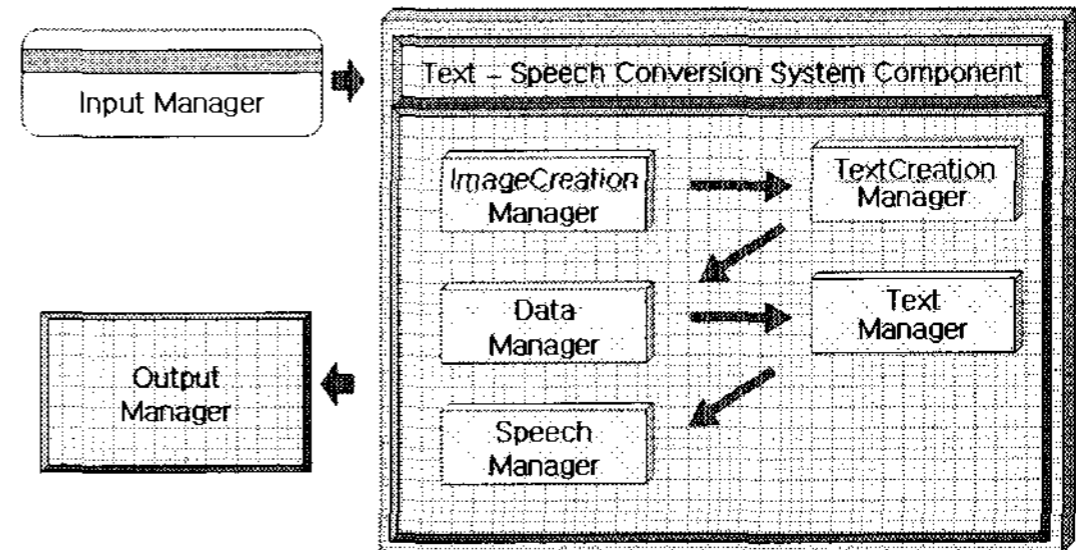 Input Manager
Text – Speech Conversion System Component
ImageCreation
Manager
TextCreation
Manager
Data
Manager
Text
Manager
Output
Manager
Speech
Manager